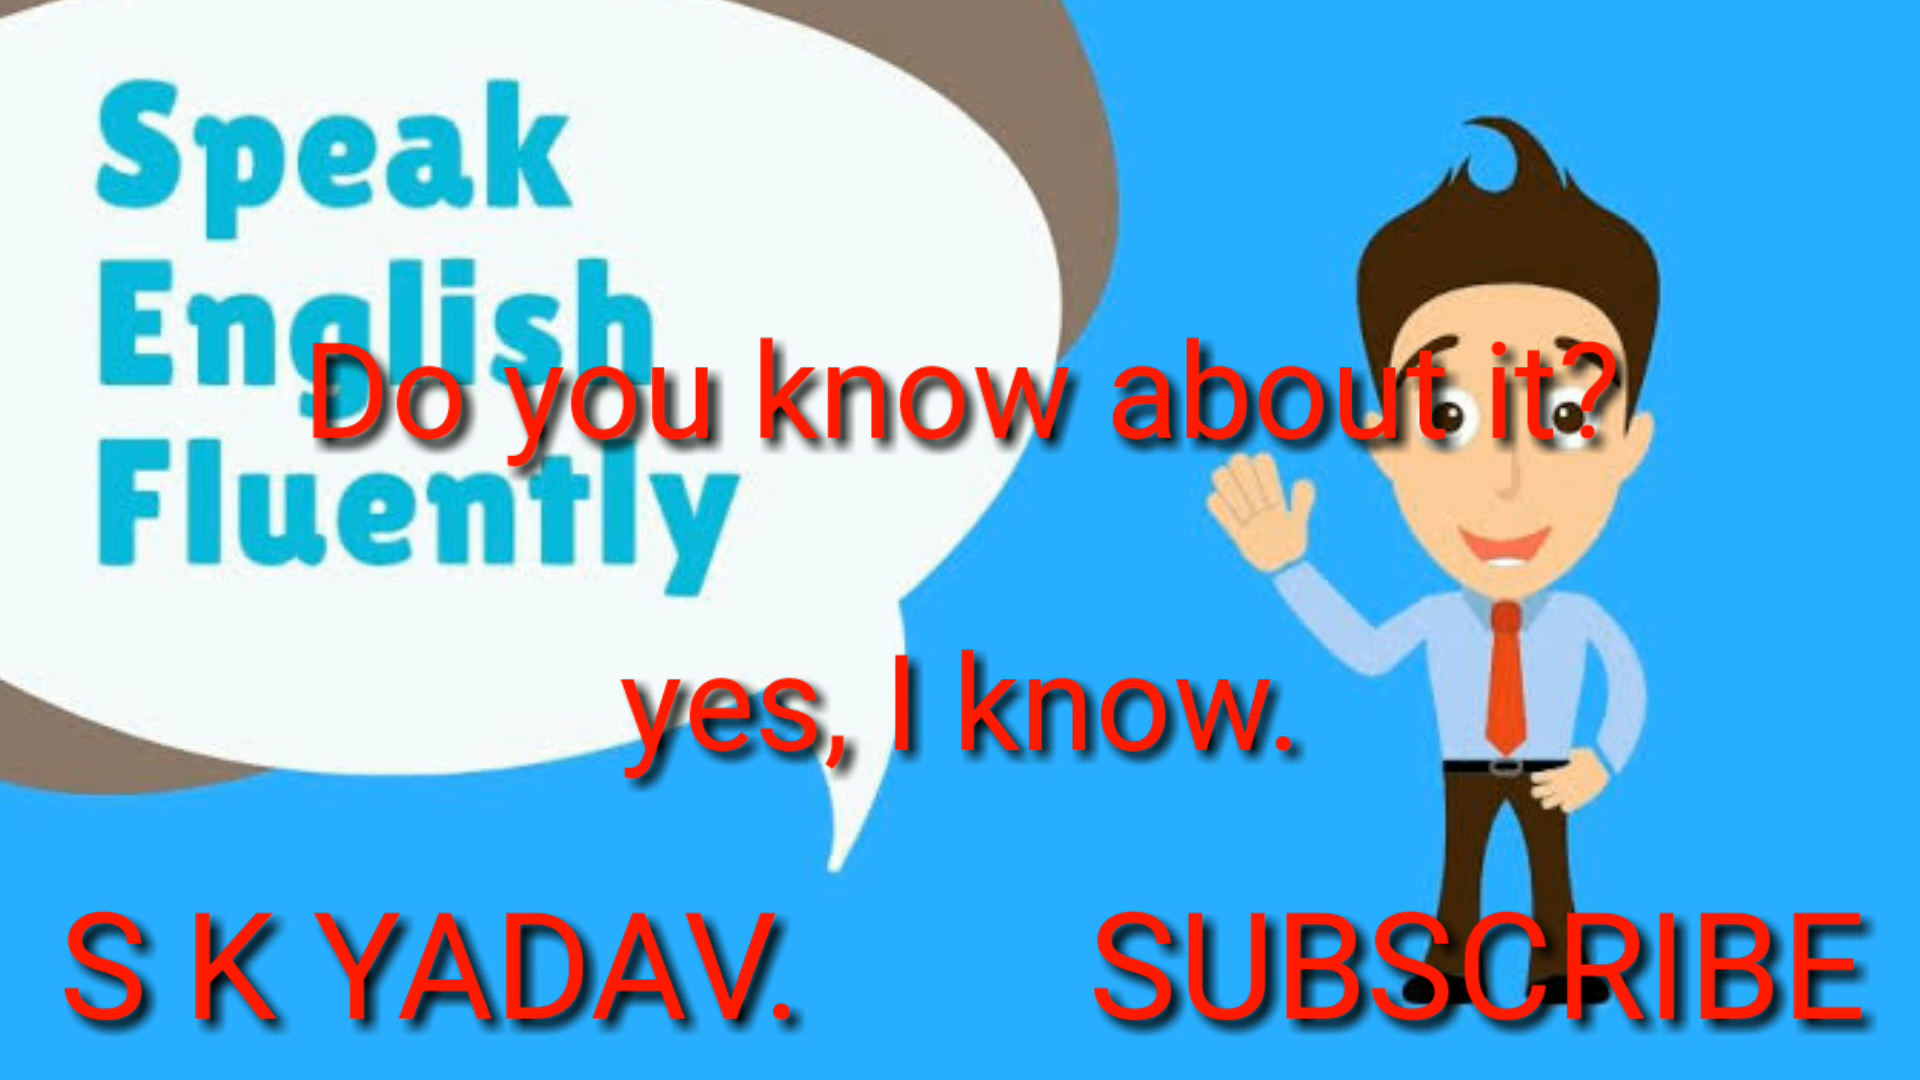 Speak
English
Fluently
Do you know about it?
yes, I know.
S K YADAV.
SUBSCRIBE